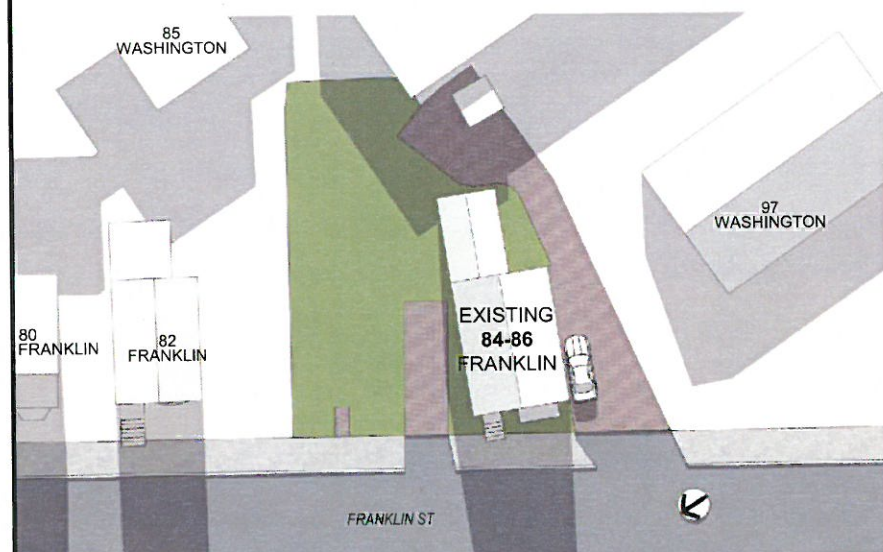 85
WASHINGTON
97
WASHINGTON
80
FRANKLIN
82
FRANKLIN
EXISTING
84-86
FRANKLIN
FRANKLIN ST